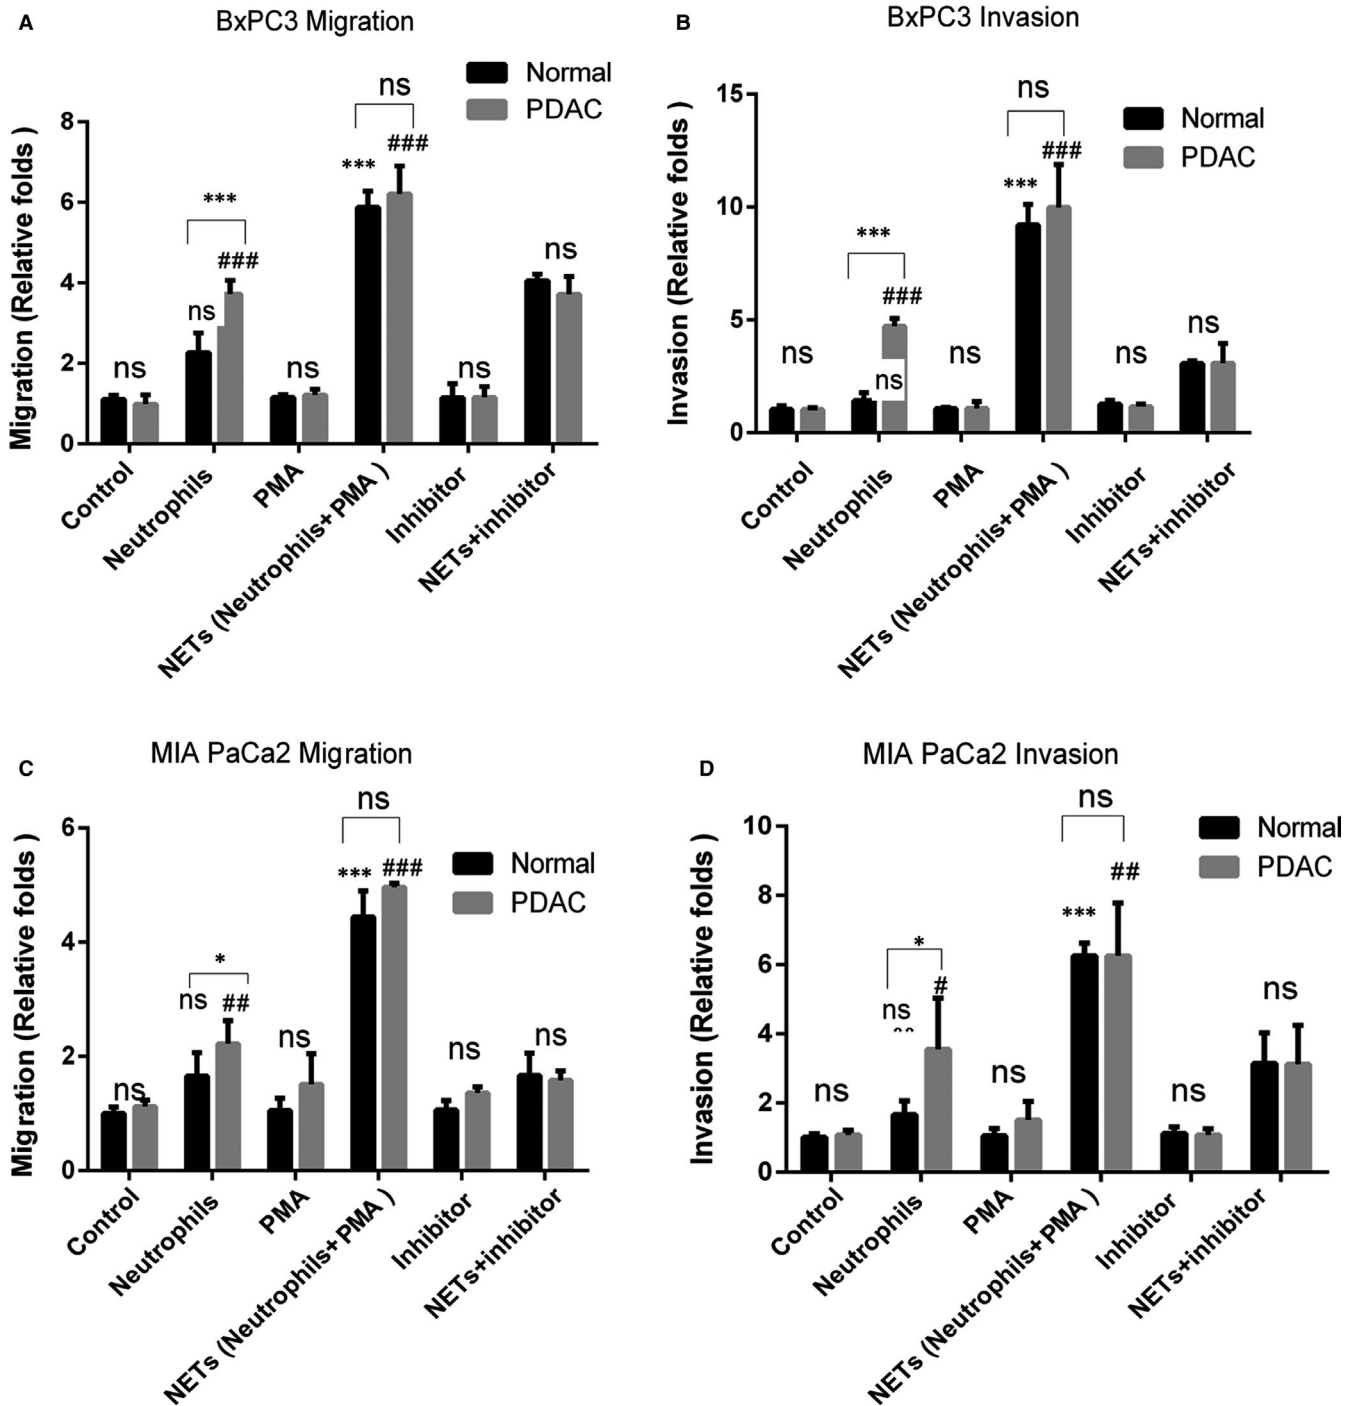 A
BxPC3 Migration
Normal
PDAC
Migration (Relative folds )
8
6
4
2
0
ns
ns
***
###
ns
ns
***
###
ns
ns
Control
Neutrophils
PMA
NETs (Neutrophils+ PMA )
Inhibitor
NETs+inhibitor
B
BxPC3 Invasion
Normal
PDAC
Invasion (Relative folds )
15
10
5
0
ns
ns
***
###
ns
ns
***
###
ns
ns
Control
Neutrophils
PMA
NETs (Neutrophils+ PMA )
Inhibitor
NETs+inhibitor
C
MIA PaCa2 Migration
Normal
PDAC
Migration (Relative folds )
6
4
2
0
ns
*
ns
##
ns
ns
***
###
ns
ns
Control
Neutrophils
PMA
NETs (Neutrophils+ PMA )
Inhibitor
NETs+inhibitor
D
MIA PaCa2 Invasion
Normal
PDAC
Invasion (Relative folds )
10
8
6
4
2
0
ns
*
ns
#
ns
ns
***
##
ns
ns
Control
Neutrophils
PMA
NETs (Neutrophils+ PMA )
Inhibitor
NETs+inhibitor